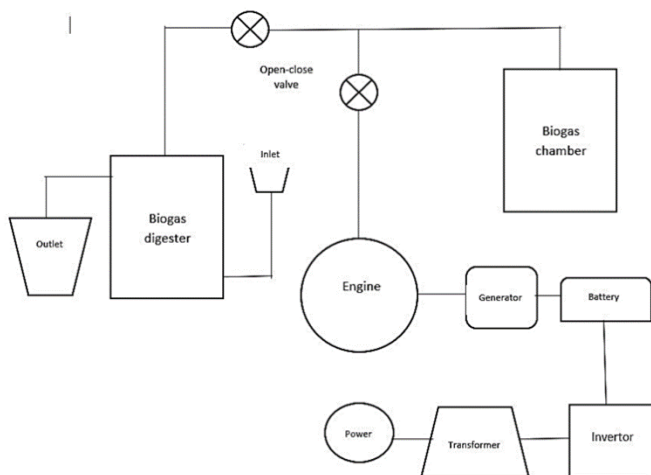 Open-close
valve
Biogas
chamber
Inlet
Biogas
digester
Outlet
Engine
Generator
Battery
Power
Transformer
Invertor